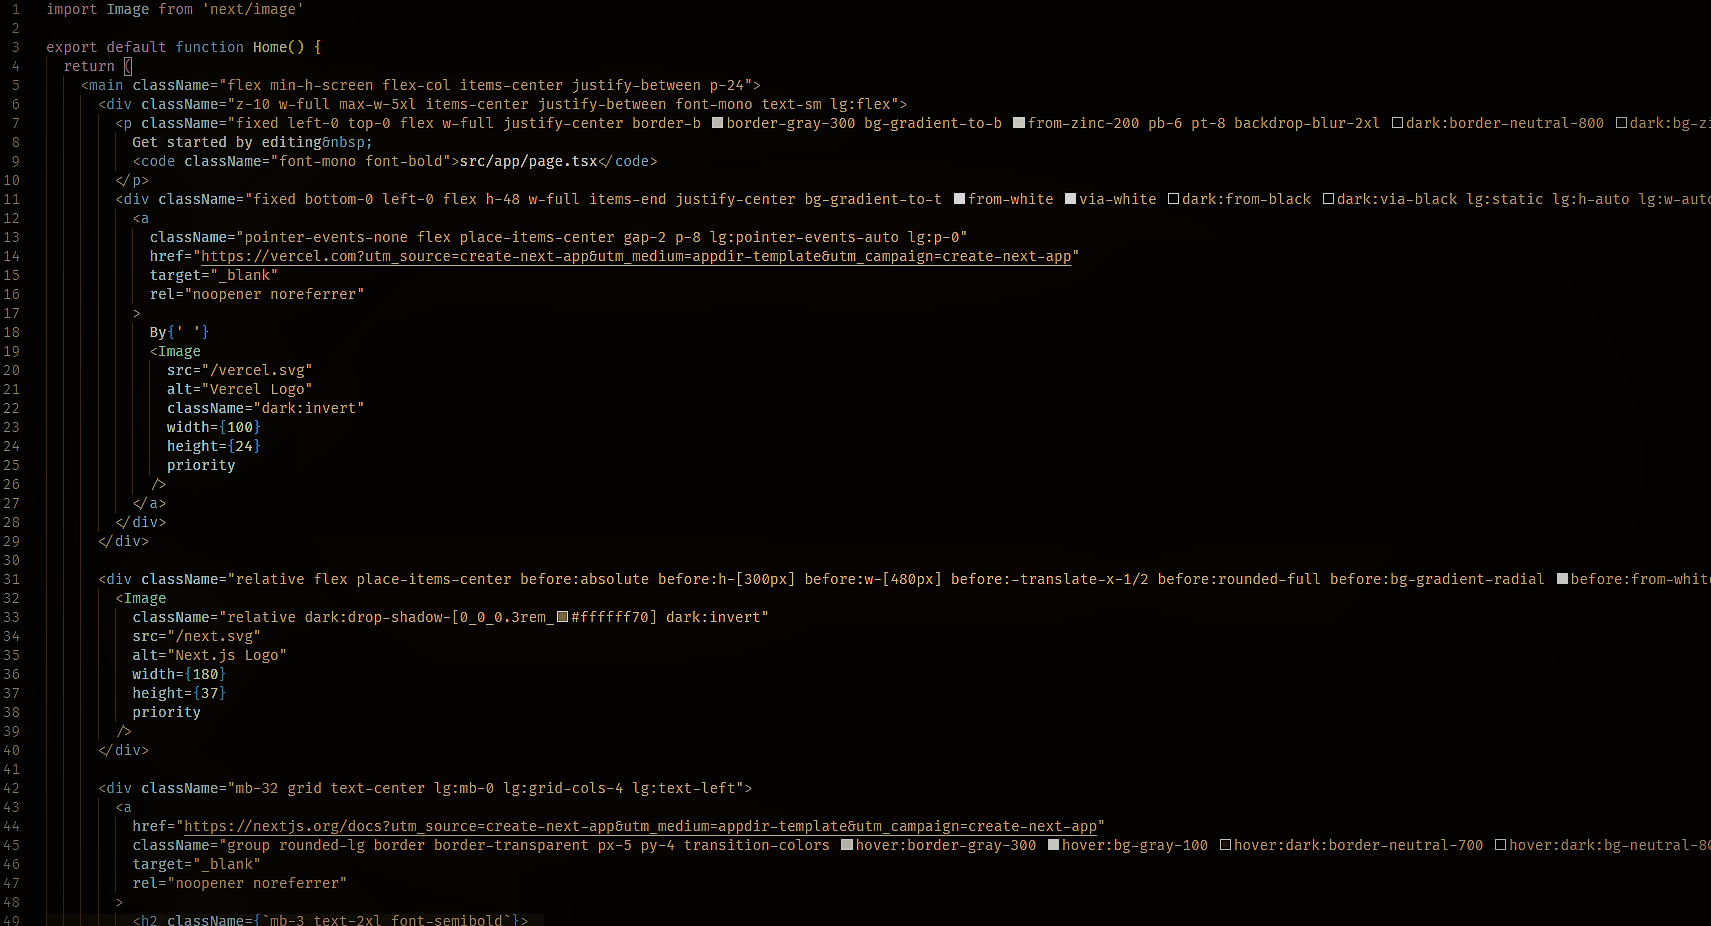 1 import Image from 'next/image'
2
3 export default function Home() {
4 return (
5 <main className="flex min-h-screen flex-col items-center justify-between p-24">
6 <div className="z-10 w-full max-w-5xl items-center justify-between font-mono text-sm lg:flex">
7 <p className="fixed left-0 top-0 flex w-full justify-center border-b border-gray-300 bg-gradient-to-b from-zinc-200 pb-6 pt-8 backdrop-blur-2xl dark:border-neutral-800 dark:bg-zi
8 Get started by editing&nbsp;
9 <code className="font-mono font-bold">src/app/page.tsx</code>
10 </p>
11 <div className="fixed bottom-0 left-0 flex h-48 w-full items-end justify-center bg-gradient-to-t from-white via-white dark:from-black dark:via-black lg:static lg:h-auto lg:w-auto
12 <a
13 className="pointer-events-none flex place-items-center gap-2 p-8 lg:pointer-events-auto lg:p-0"
14 href="https://vercel.com?utm_source=create-next-app&utm_medium=appdir-template&utm_campaign=create-next-app"
15 target="_blank"
16 rel="noopener noreferrer"
17 >
18 By{' '}
19 <Image
20 src="/vercel.svg"
21 alt="Vercel Logo"
22 className="dark:invert"
23 width={100}
24 height={24}
25 priority
26 />
27 </a>
28 </div>
29 </div>
30
31 <div className="relative flex place-items-center before:absolute before:h-[300px] before:w-[480px] before:-translate-x-1/2 before:rounded-full before:bg-gradient-radial before:from-white
32 <Image
33 className="relative dark:drop-shadow-[0_0_0.3rem_#ffffff70] dark:invert"
34 src="/next.svg"
35 alt="Next.js Logo"
36 width={180}
37 height={37}
38 priority
39 />
40 </div>
41
42 <div className="mb-32 grid text-center lg:mb-0 lg:grid-cols-4 lg:text-left">
43 <a
44 href="https://nextjs.org/docs?utm_source=create-next-app&utm_medium=appdir-template&utm_campaign=create-next-app"
45 className="group rounded-lg border border-transparent px-5 py-4 transition-colors hover:border-gray-300 hover:bg-gray-100 hover:dark:border-neutral-700 hover:dark:bg-neutral-80
46 target="_blank"
47 rel="noopener noreferrer"
48 >
49 <h2 className={`mb-3 text-2xl font-semibold`}>